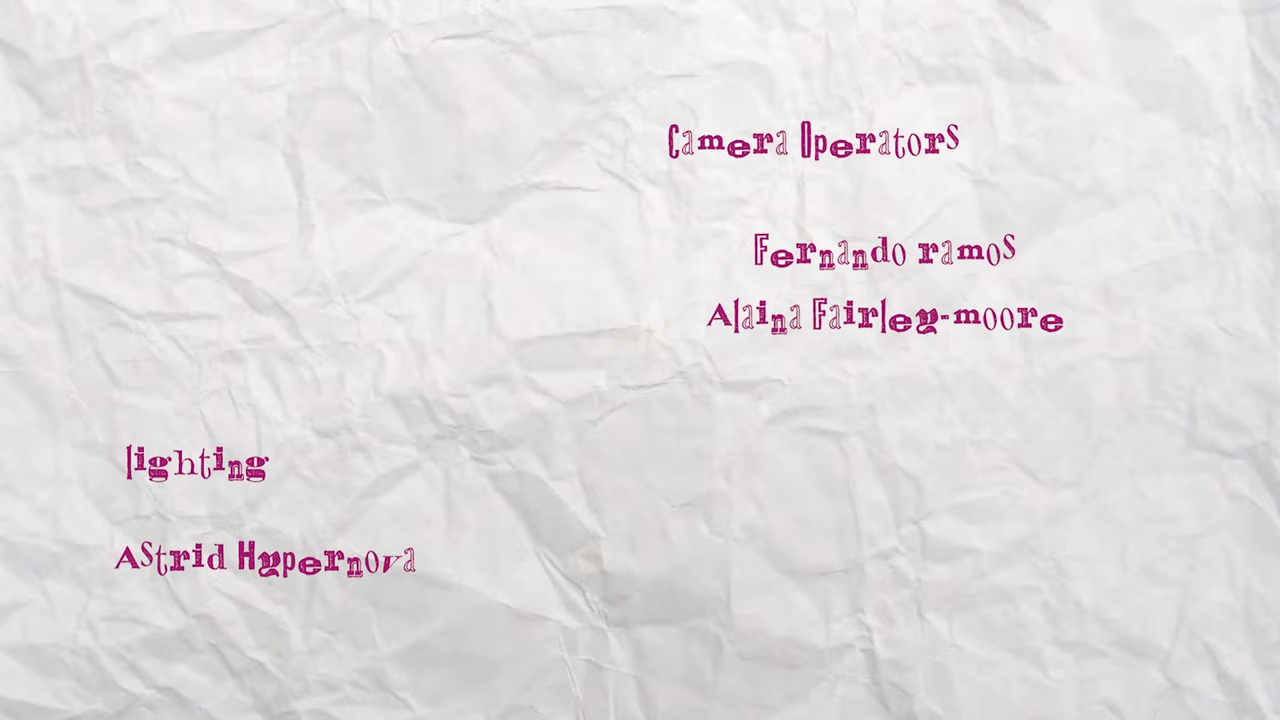 Camera Operators
Fernando ramos
Alaina Fairley-moore
lighting
Astrid Hypernova